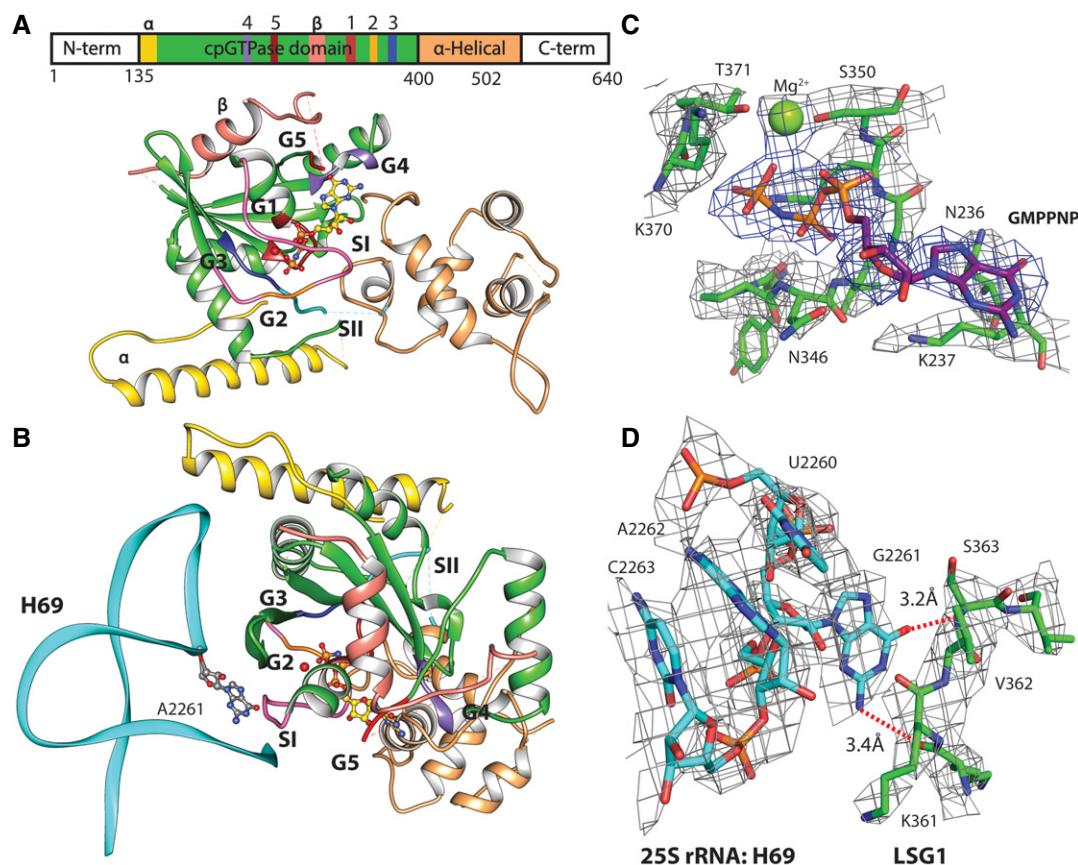 A
α 4 5 β 1 2 3
N-term cpGTPase domain α-Helical C-term
1 135 400 502 640
β
G5
G4
G1
SI
G3
G2
SII
α
B
H69
SII
G3
G2
A2261
SI
G4
G5
C
T371
Mg²⁺
S350
K370
N236
GMPPNP
N346
K237
D
U2260
A2262
G2261
S363
C2263
3.2Å
V362
3.4Å
K361
25S rRNA: H69 LSG1